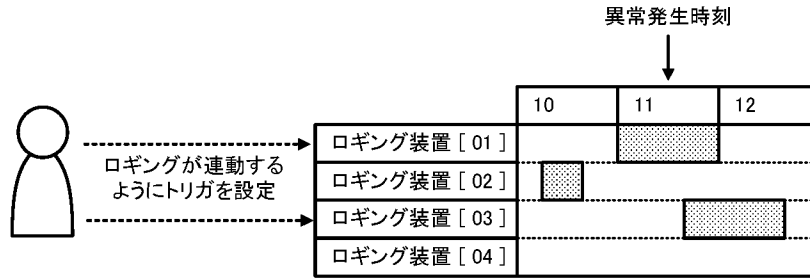 異常発生時刻
10 11 12
ロギング装置 [ 01 ]
ロギングが連動する
ようにトリガを設定
ロギング装置 [ 02 ]
ロギング装置 [ 03 ]
ロギング装置 [ 04 ]